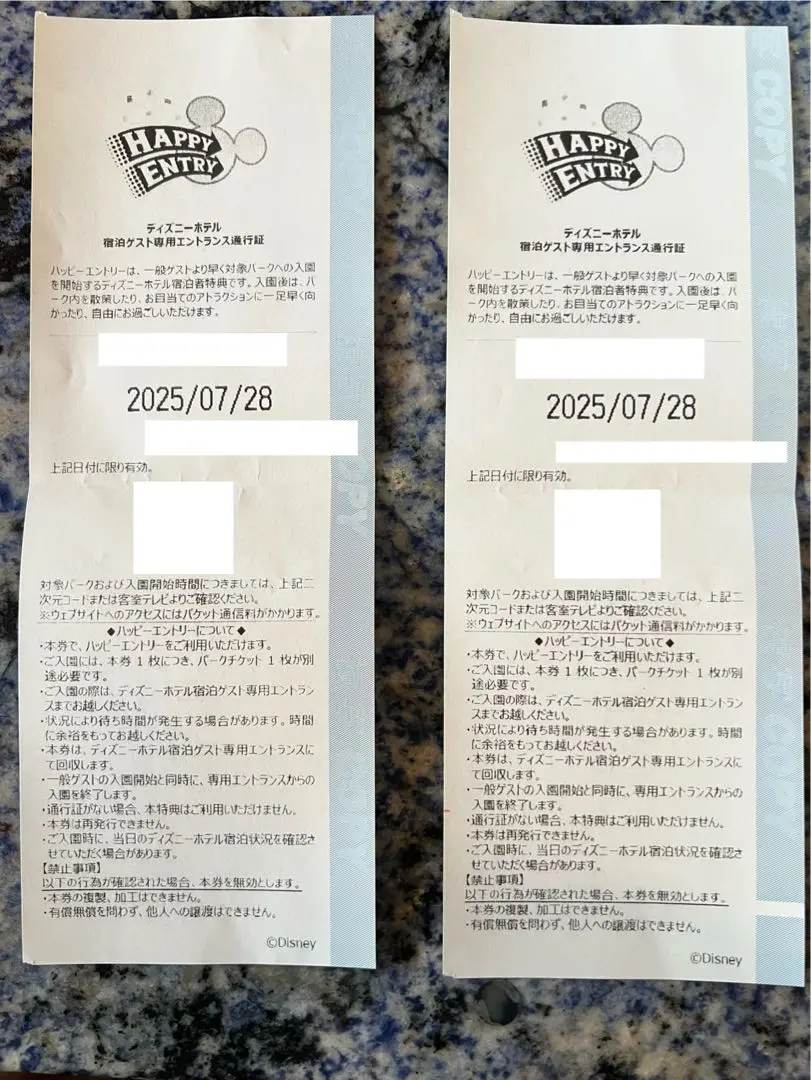 HAPPY
ENTRY
ディズニーホテル
宿泊ゲスト専用エントランス通行証
ハッピーエントリーは、一般ゲストより早く対象パークへの入園
を開始するディズニーホテル宿泊者特典です。入園後は、パ
ーク内を散策したり、お目当てのアトラクションに一足早く向
かったり、自由にお過ごしいただけます。
2025/07/28
上記日付に限り有効。
対象パークおよび入園開始時間につきましては、上記二
次元コードまたは客室テレビよりご確認ください。
※ウェブサイトへのアクセスにはパケット通信料がかかります。
◆ハッピーエントリーについて◆
・本券で、ハッピーエントリーをご利用いただけます。
・ご入園には、本券1枚につき、パークチケット1枚が別
途必要です。
・ご入園の際は、ディズニーホテル宿泊ゲスト専用エントラン
スまでお越しください。
・状況により待ち時間が発生する場合があります。時間
に余裕をもってお越しください。
・本券は、ディズニーホテル宿泊ゲスト専用エントランスに
て回収します。
・一般ゲストの入園開始と同時に、専用エントランスからの
入園を終了します。
・通行証がない場合、本特典はご利用いただけません。
・本券は再発行できません。
・ご入園時に、当日のディズニーホテル宿泊状況を確認さ
せていただく場合があります。
【禁止事項】
以下の行為が確認された場合、本券を無効とします。
・本券の複製、加工はできません。
・有償無償を問わず、他人への譲渡はできません。
©Disney
COPY
HAPPY
ENTRY
ディズニーホテル
宿泊ゲスト専用エントランス通行証
ハッピーエントリーは、一般ゲストより早く対象パークへの入園
を開始するディズニーホテル宿泊者特典です。入園後は、パ
ーク内を散策したり、お目当てのアトラクションに一足早く向
かったり、自由にお過ごしいただけます。
2025/07/28
上記日付に限り有効。
対象パークおよび入園開始時間につきましては、上記二
次元コードまたは客室テレビよりご確認ください。
※ウェブサイトへのアクセスにはパケット通信料がかかります。
◆ハッピーエントリーについて◆
・本券で、ハッピーエントリーをご利用いただけます。
・ご入園には、本券1枚につき、パークチケット1枚が別
途必要です。
・ご入園の際は、ディズニーホテル宿泊ゲスト専用エントラン
スまでお越しください。
・状況により待ち時間が発生する場合があります。時間
に余裕をもってお越しください。
・本券は、ディズニーホテル宿泊ゲスト専用エントランスに
て回収します。
・一般ゲストの入園開始と同時に、専用エントランスからの
入園を終了します。
・通行証がない場合、本特典はご利用いただけません。
・本券は再発行できません。
・ご入園時に、当日のディズニーホテル宿泊状況を確認さ
せていただく場合があります。
【禁止事項】
以下の行為が確認された場合、本券を無効とします。
・本券の複製、加工はできません。
・有償無償を問わず、他人への譲渡はできません。
©Disney
COPY